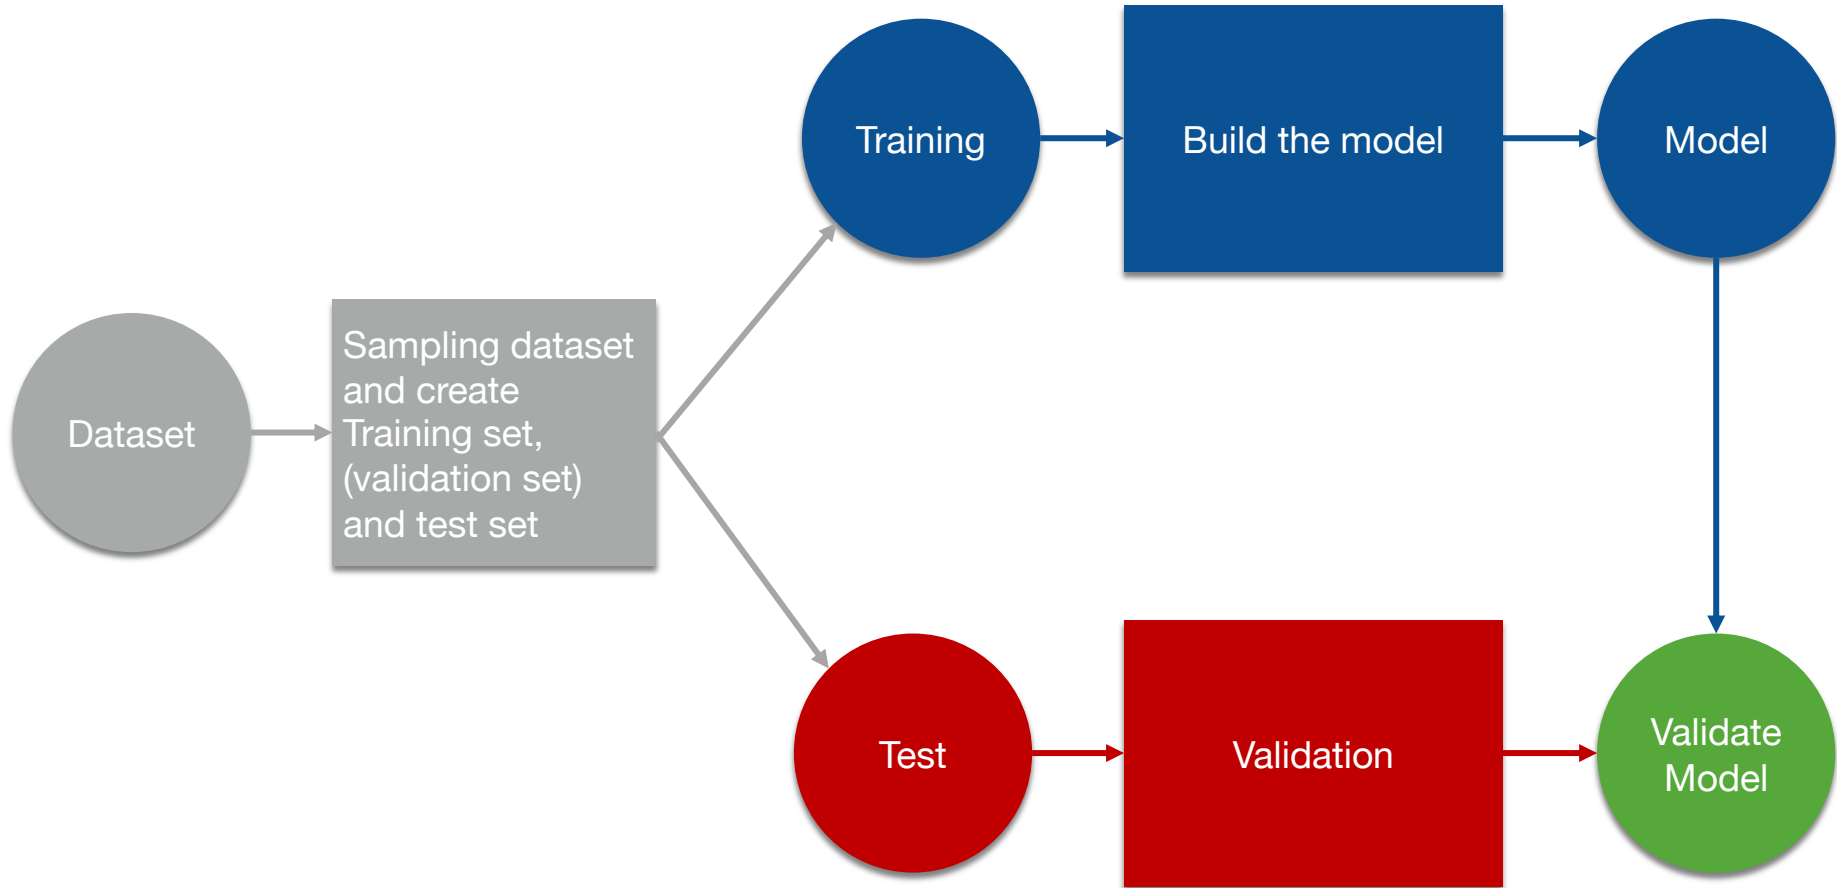 Training
Build the model
Model
Dataset
Sampling dataset
and create
Training set,
(validation set)
and test set
Test
Validation
Validate
Model